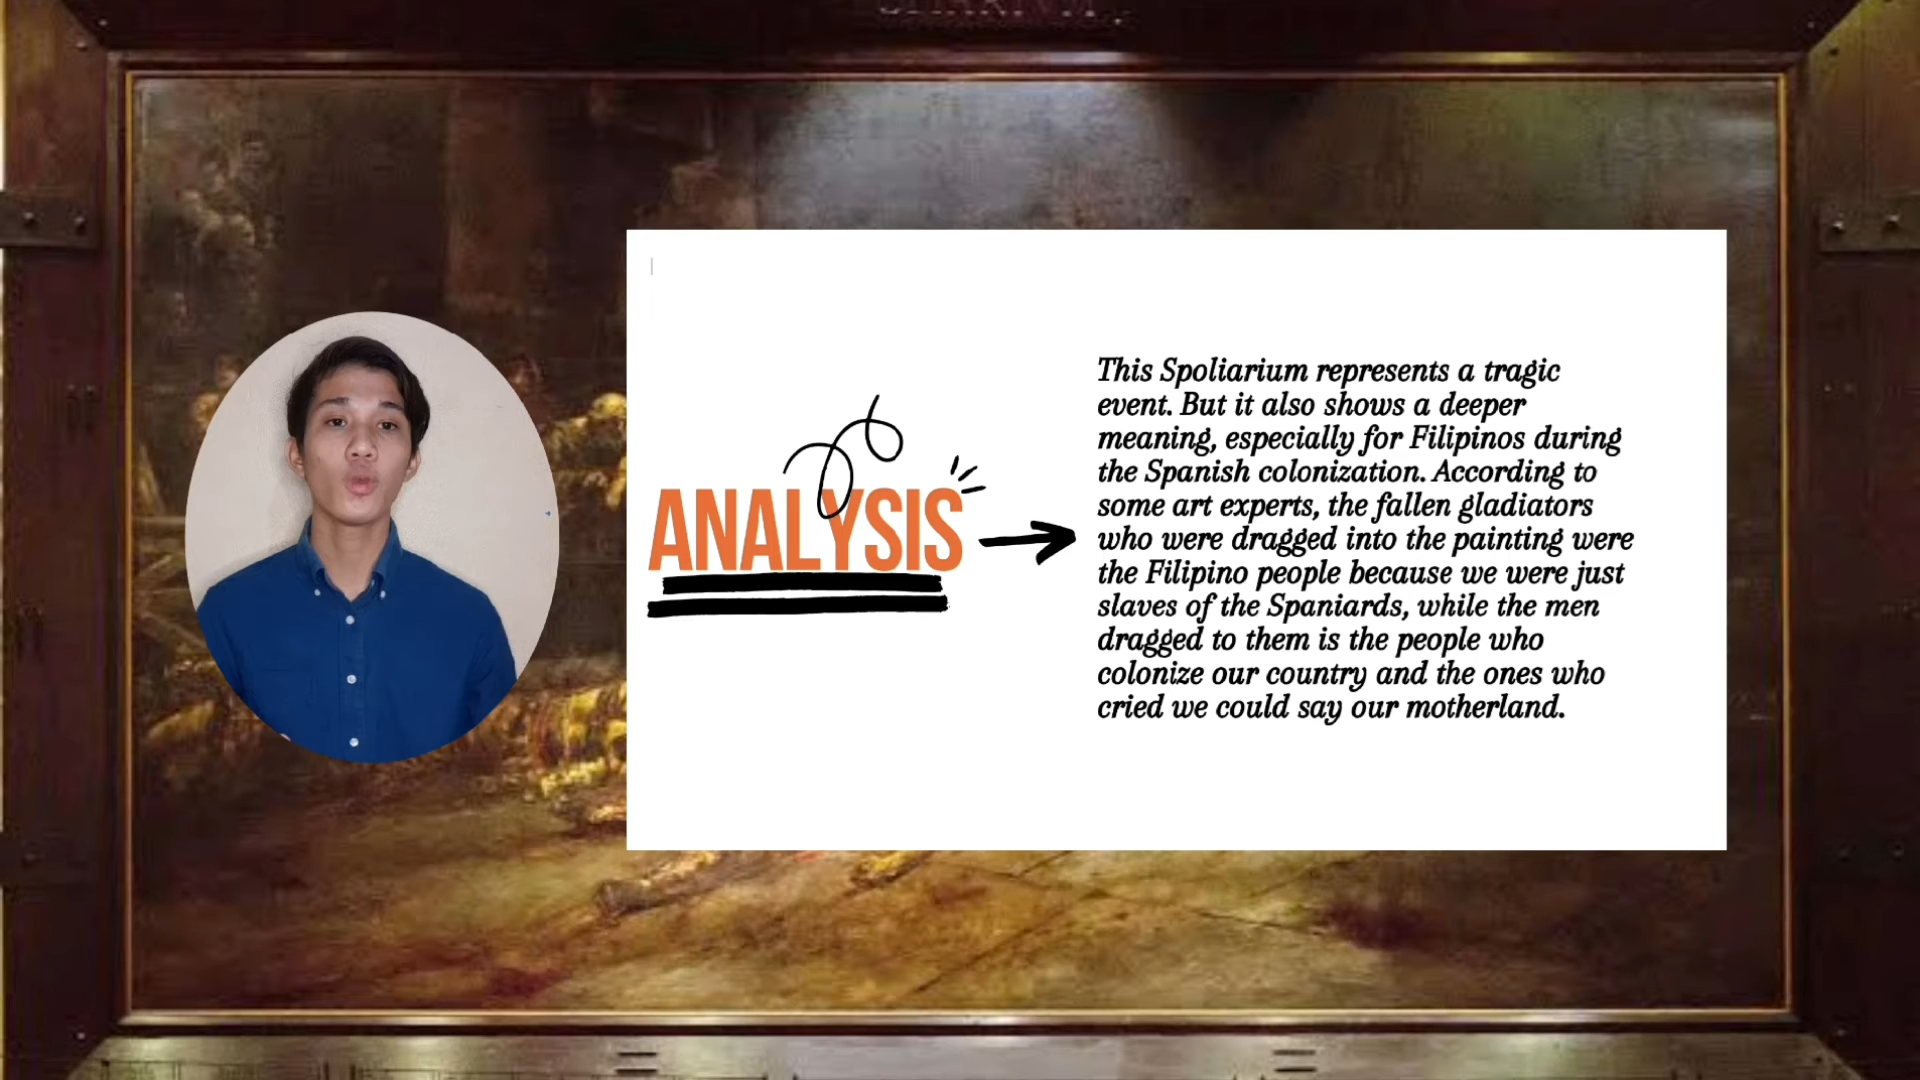 ANALYSIS
This Spoliarium represents a tragic
event. But it also shows a deeper
meaning, especially for Filipinos during
the Spanish colonization. According to
some art experts, the fallen gladiators
who were dragged into the painting were
the Filipino people because we were just
slaves of the Spaniards, while the men
dragged to them is the people who
colonize our country and the ones who
cried we could say our motherland.